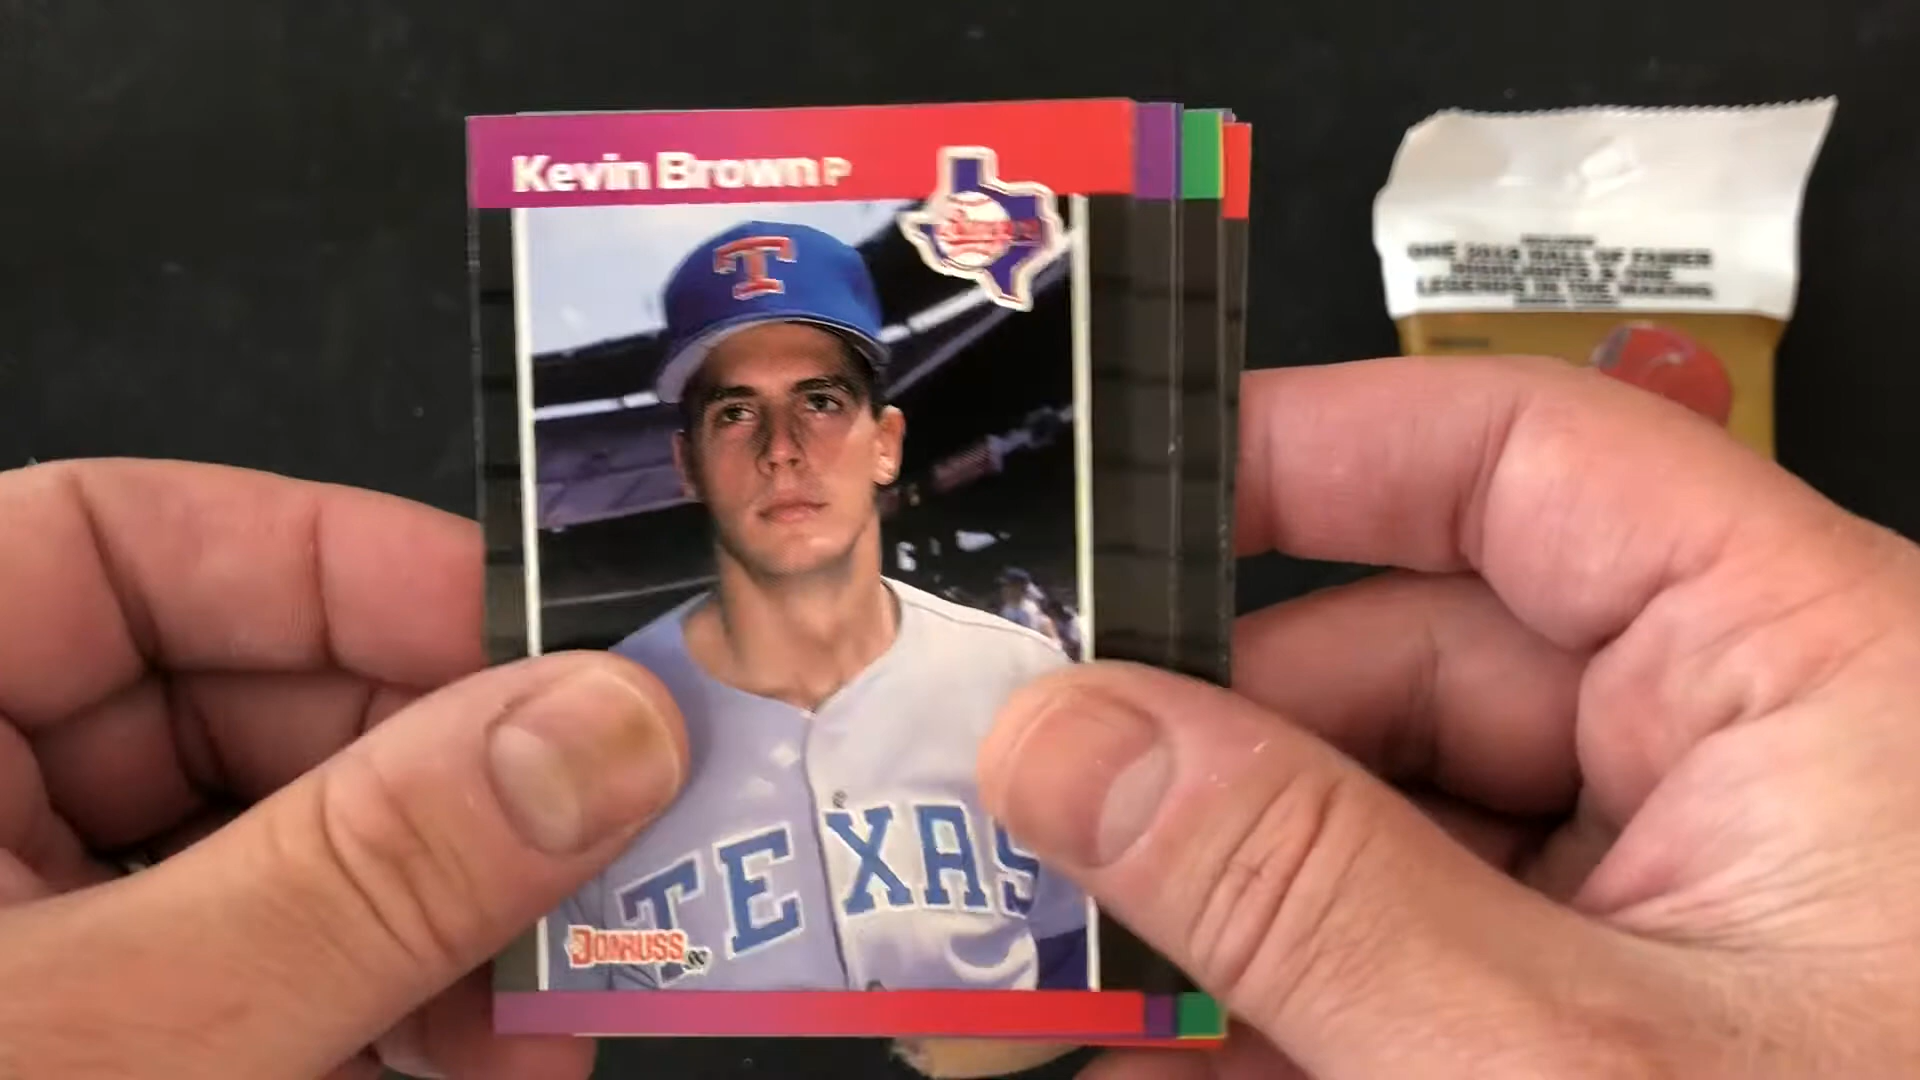 Kevin Brown P
T
TEXAS
DONRUSS
ONE 2018 HALL OF FAMER
HIGHLIGHTS & ONE
LEGENDS IN THE MAKING